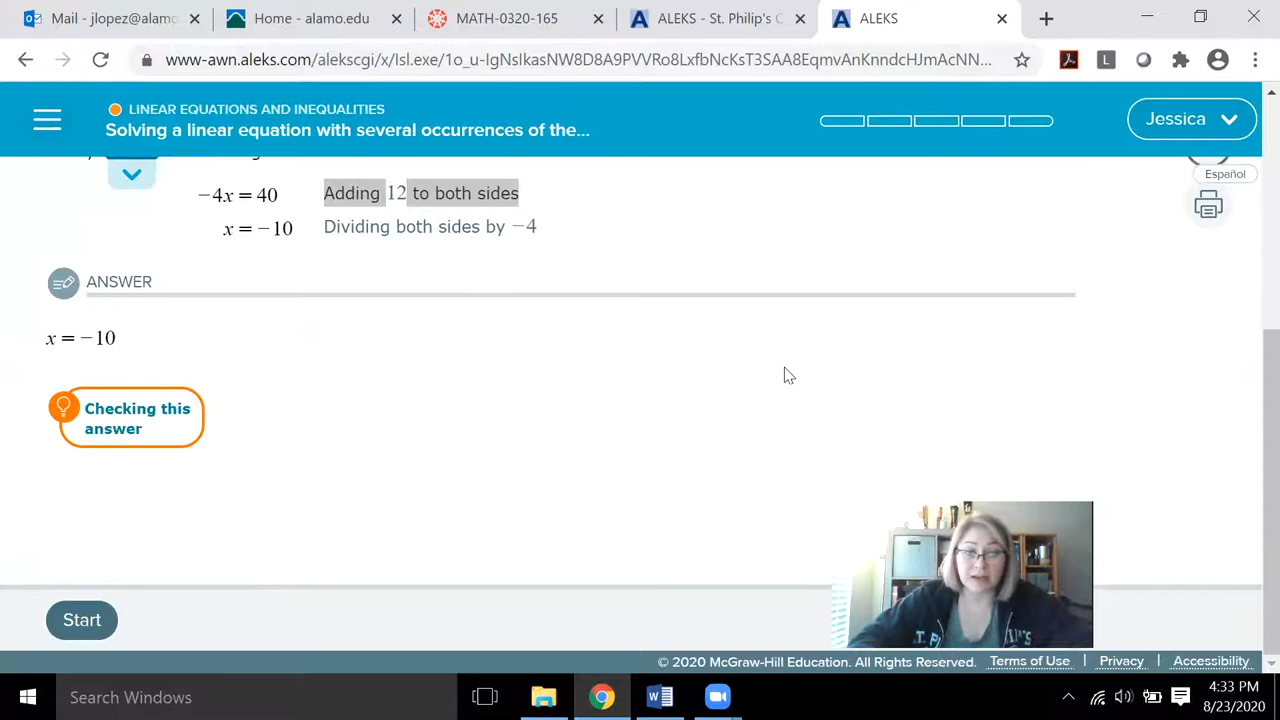 Mail - jlopez@alamo.
Home - alamo.edu
MATH-0320-165
ALEKS - St. Philip's C
ALEKS
www-awn.aleks.com/alekscgi/x/Isl.exe/1o_u-IgNsIkasNW8D8A9PVVRo8LxfbNcKsT3SAA8EqmvAnKnndcHJmAcNN...
LINEAR EQUATIONS AND INEQUALITIES
Solving a linear equation with several occurrences of the...
Jessica
Español
−4x = 40 Adding 12 to both sides
x = −10 Dividing both sides by −4
ANSWER
x = −10
Checking this
answer
Start
© 2020 McGraw-Hill Education. All Rights Reserved. Terms of Use | Privacy | Accessibility
Search Windows
4:33 PM
8/23/2020